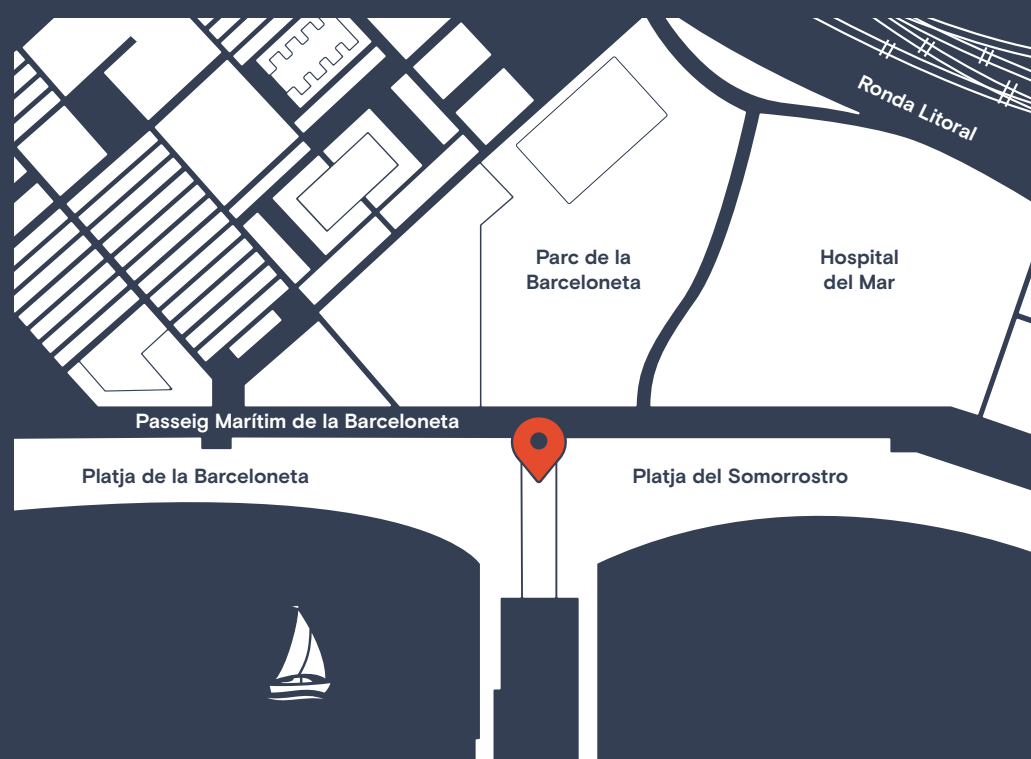 Ronda Litoral
Parc de la
Barceloneta
Hospital
del Mar
Passeig Marítim de la Barceloneta
Platja de la Barceloneta
Platja del Somorrostro